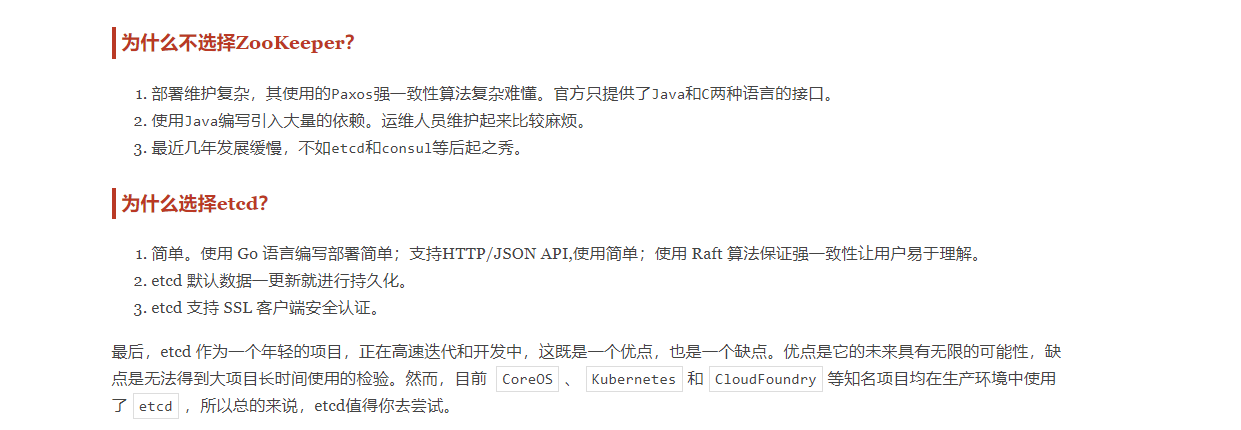 为什么不选择ZooKeeper？
1. 部署维护复杂，其使用的Paxos强一致性算法复杂难懂。官方只提供了Java和C两种语言的接口。
2. 使用Java编写引入大量的依赖。运维人员维护起来比较麻烦。
3. 最近几年发展缓慢，不如etcd和consul等后起之秀。
为什么选择etcd？
1. 简单。使用 Go 语言编写部署简单；支持HTTP/JSON API,使用简单；使用 Raft 算法保证强一致性让用户易于理解。
2. etcd 默认数据一更新就进行持久化。
3. etcd 支持 SSL 客户端安全认证。
最后，etcd 作为一个年轻的项目，正在高速迭代和开发中，这既是一个优点，也是一个缺点。优点是它的未来具有无限的可能性，缺
点是无法得到大项目长时间使用的检验。然而，目前 CoreOS 、 Kubernetes 和 CloudFoundry 等知名项目均在生产环境中使用
了 etcd ，所以总的来说，etcd值得你去尝试。